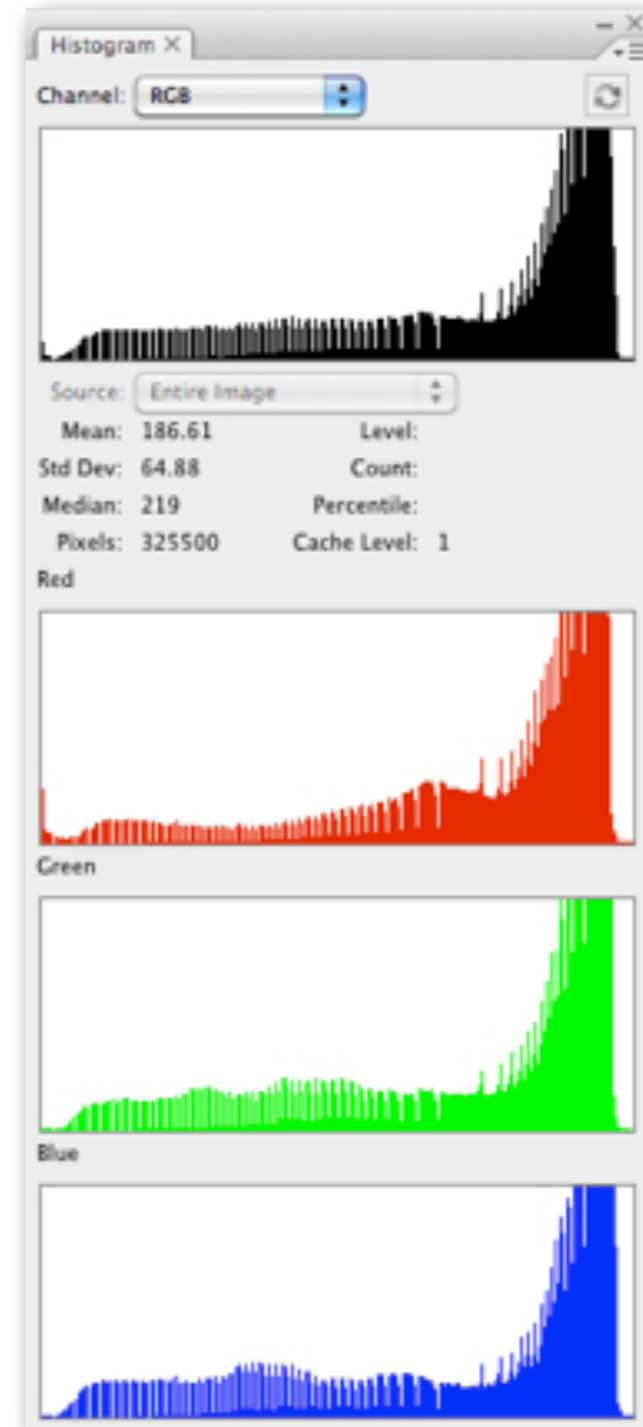 Histogram ×
Channel: RGB
Source: Entire Image
Mean: 186.61 Level:
Std Dev: 64.88 Count:
Median: 219 Percentile:
Pixels: 325500 Cache Level: 1
Red
Green
Blue